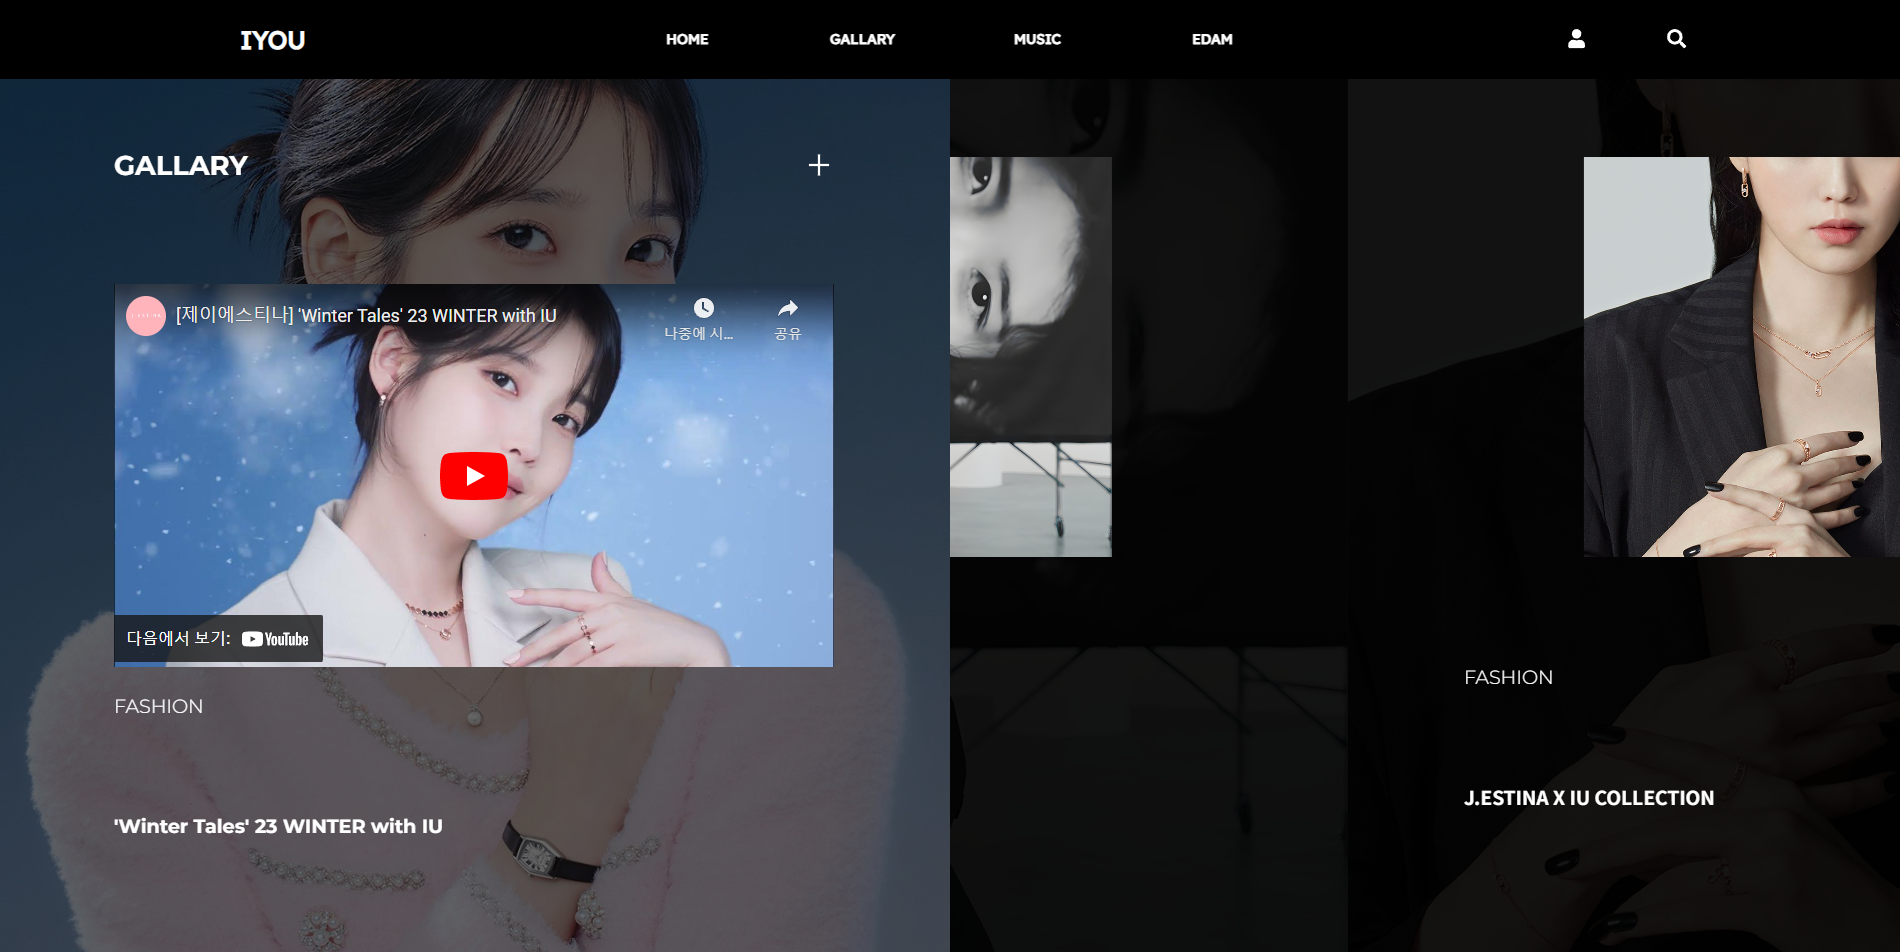 IYOU
HOME
GALLARY
MUSIC
EDAM
GALLARY
[제이에스티나] 'Winter Tales' 23 WINTER with IU
나중에 시...
공유
다음에서 보기: YouTube
FASHION
'Winter Tales' 23 WINTER with IU
FASHION
J.ESTINA X IU COLLECTION